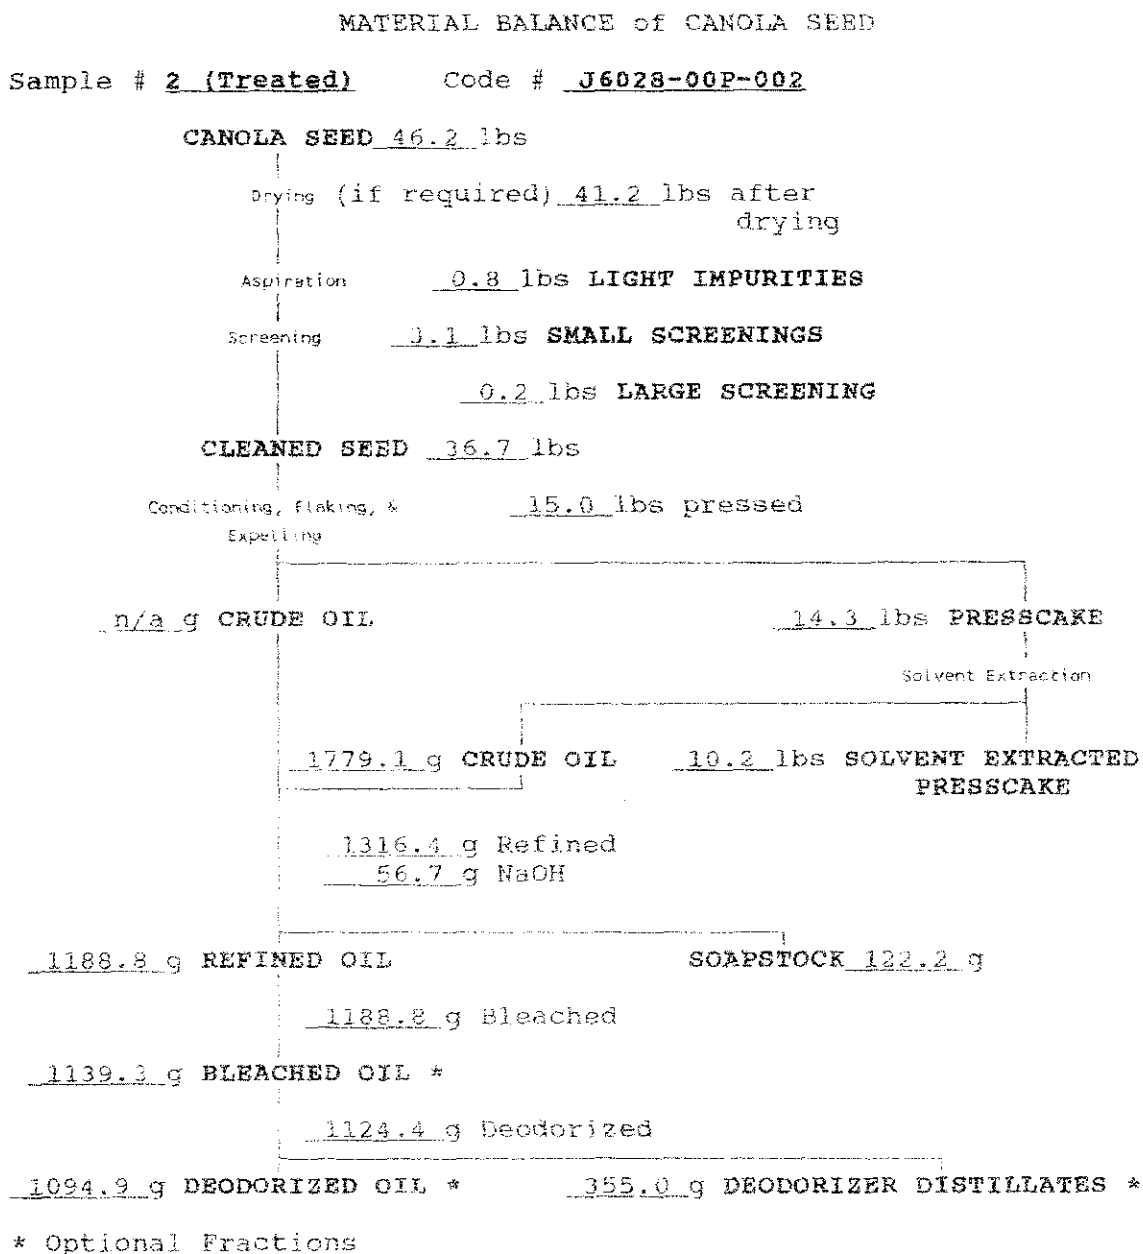 MATERIAL BALANCE of CANOLA SEED
Sample # 2 (Treated) Code # J6028-00P-002
CANOLA SEED 46.2 lbs
Drying (if required) 41.2 lbs after
drying
Aspiration 0.8 lbs LIGHT IMPURITIES
Screening 3.1 lbs SMALL SCREENINGS
0.2 lbs LARGE SCREENING
CLEANED SEED 36.7 lbs
Conditioning, Flaking, & 15.0 lbs pressed
Expelling
n/a g CRUDE OIL 14.3 lbs PRESSCAKE
Solvent Extraction
1779.1 g CRUDE OIL 10.2 lbs SOLVENT EXTRACTED
PRESSCAKE
1316.4 g Refined
56.7 g NaOH
1188.8 g REFINED OIL SOAPSTOCK 122.2 g
1188.8 g Bleached
1139.3 g BLEACHED OIL *
1124.4 g Deodorized
1094.9 g DEODORIZED OIL * 355.0 g DEODORIZER DISTILLATES *
* Optional Fractions